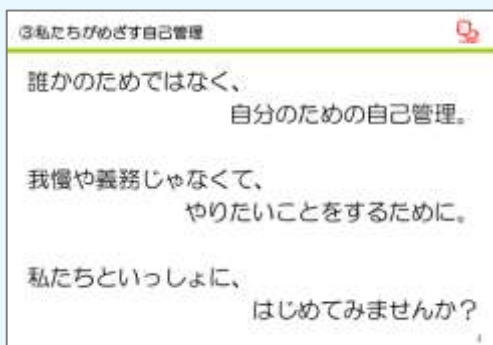 ③私たちがめざす自己管理
誰かのためではなく、
自分のための自己管理。
我慢や義務じゃなくて、
やりたいことをするために。
私たちといっしょに、
はじめてみませんか？